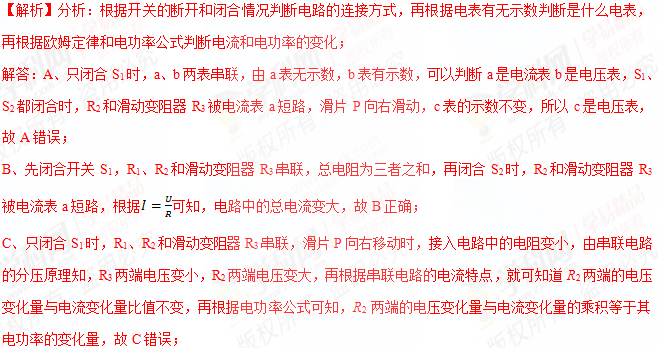 【解析】分析：根据开关的断开和闭合情况判断电路的连接方式，再根据电表有无示数判断是什么电表，
再根据欧姆定律和电功率公式判断电流和电功率的变化；
解答：A、只闭合 S₁时，a、b 两表串联，由 a 表无示数，b 表有示数，可以判断 a 是电流表 b 是电压表，S₁、
S₂ 都闭合时，R₂和滑动变阻器 R₃被电流表 a 短路，滑片 P 向右滑动，c 表的示数不变，所以 c 是电压表，
故 A 错误；
B、先闭合开关 S₁，R₁、R₂和滑动变阻器 R₃串联，总电阻为三者之和，再闭合 S₂时，R₂和滑动变阻器 R₃
被电流表 a 短路，根据I = U/R可知，电路中的总电流变大，故 B 正确；
C、只闭合 S₁时，R₁、R₂和滑动变阻器 R₃串联，滑片 P 向右移动时，接入电路中的电阻变小，由串联电路
的分压原理知，R₃ 两端电压变小，R₂ 两端电压变大，再根据串联电路的电流特点，就可知道 R₂ 两端的电压
变化量与电流变化量比值不变，再根据电功率公式可知，R₂ 两端的电压变化量与电流变化量的乘积等于其
电功率的变化量，故 C 错误；